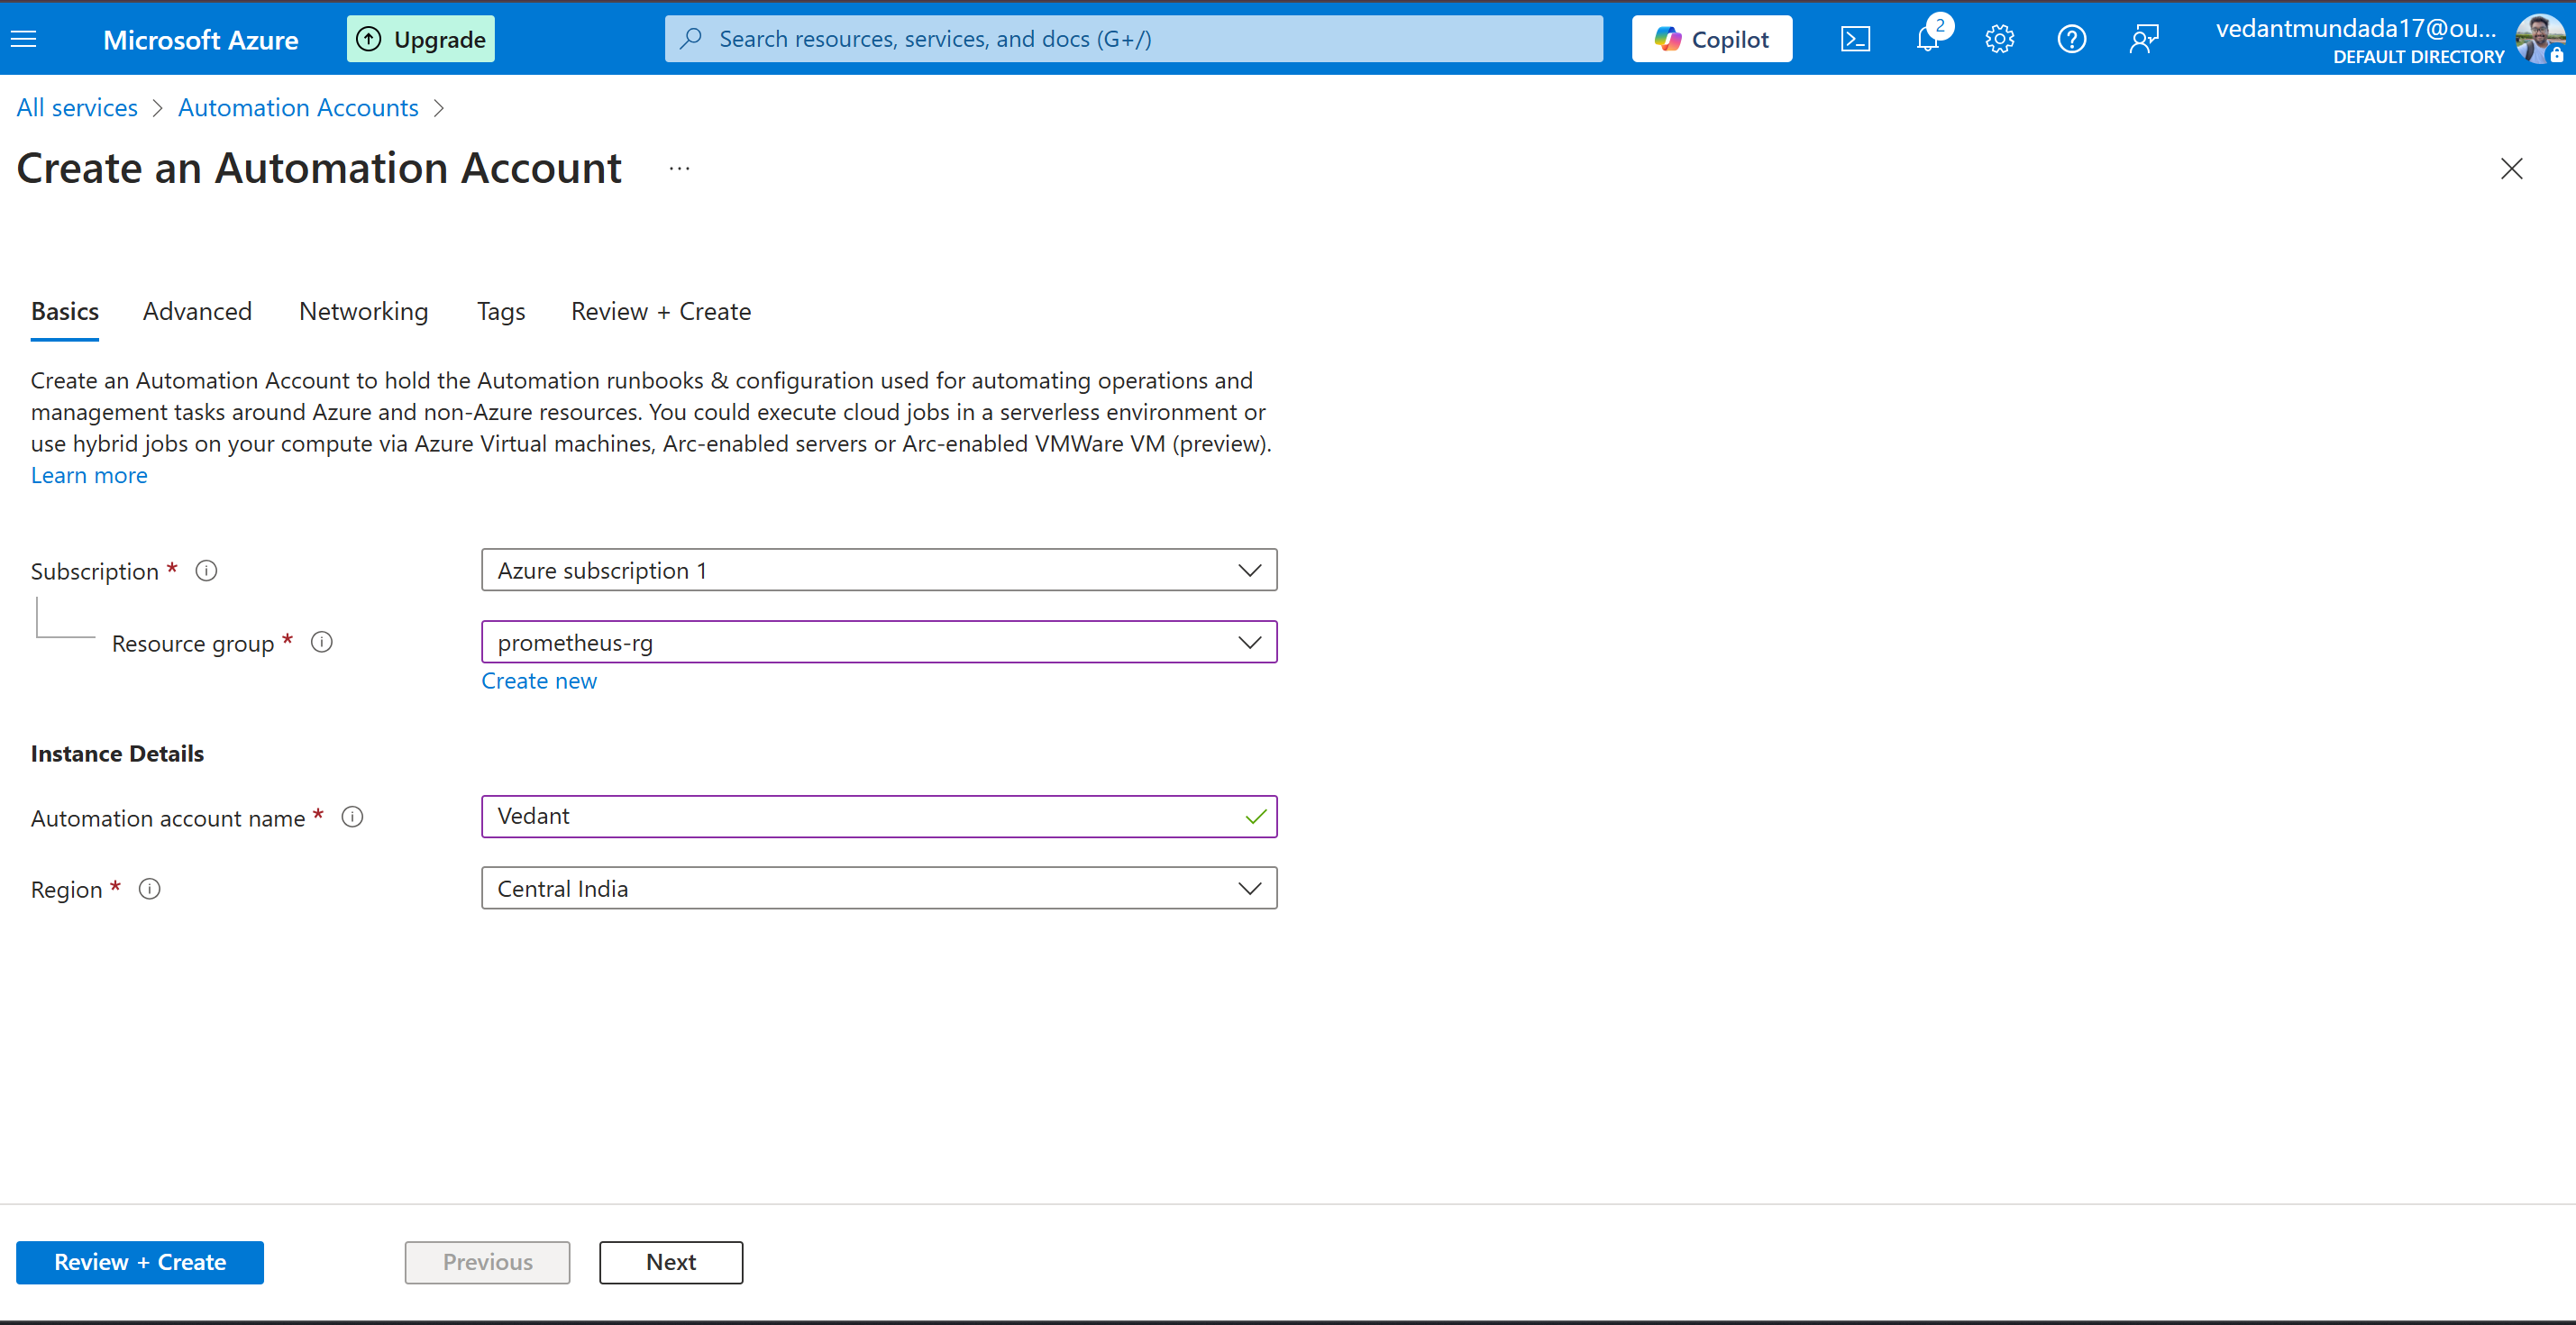 Microsoft Azure
Upgrade
Search resources, services, and docs (G+/)
Copilot
2
vedantmundada17@ou...
DEFAULT DIRECTORY
All services > Automation Accounts >
Create an Automation Account ...
Basics Advanced Networking Tags Review + Create
Create an Automation Account to hold the Automation runbooks & configuration used for automating operations and
management tasks around Azure and non-Azure resources. You could execute cloud jobs in a serverless environment or
use hybrid jobs on your compute via Azure Virtual machines, Arc-enabled servers or Arc-enabled VMWare VM (preview).
Learn more
Subscription * Azure subscription 1
Resource group * prometheus-rg
Create new
Instance Details
Automation account name * Vedant
Region * Central India
Review + Create Previous Next